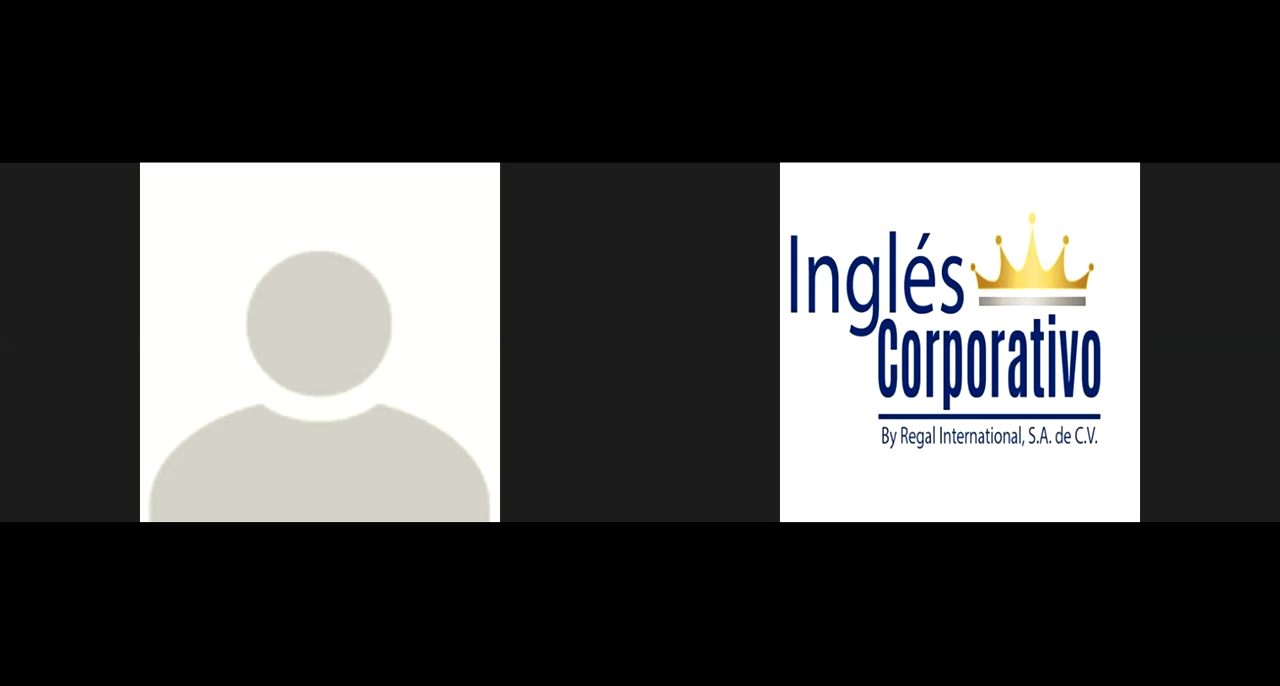 Inglés
Corporativo
By Regal International, S.A. de C.V.